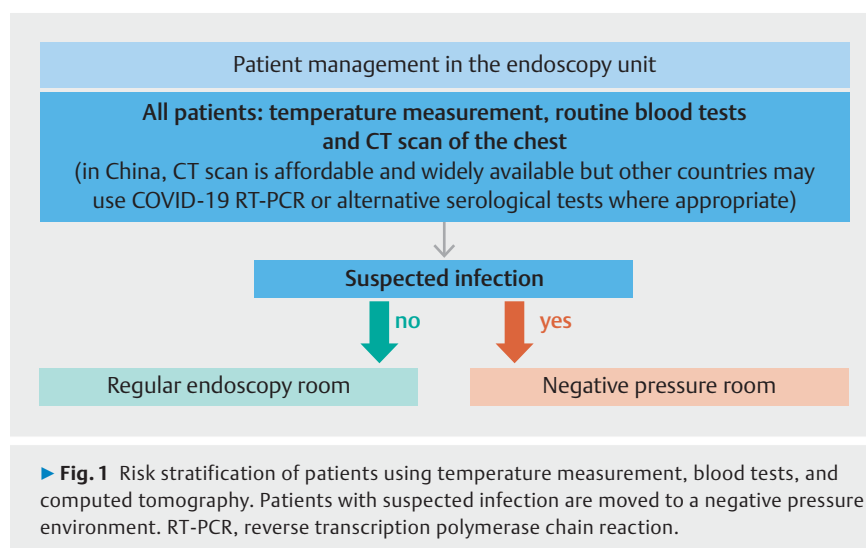 Patient management in the endoscopy unit
All patients: temperature measurement, routine blood tests
and CT scan of the chest
(in China, CT scan is affordable and widely available but other countries may
use COVID-19 RT-PCR or alternative serological tests where appropriate)
Suspected infection
no
yes
Regular endoscopy room
Negative pressure room
▶ Fig. 1 Risk stratification of patients using temperature measurement, blood tests, and
computed tomography. Patients with suspected infection are moved to a negative pressure
environment. RT-PCR, reverse transcription polymerase chain reaction.